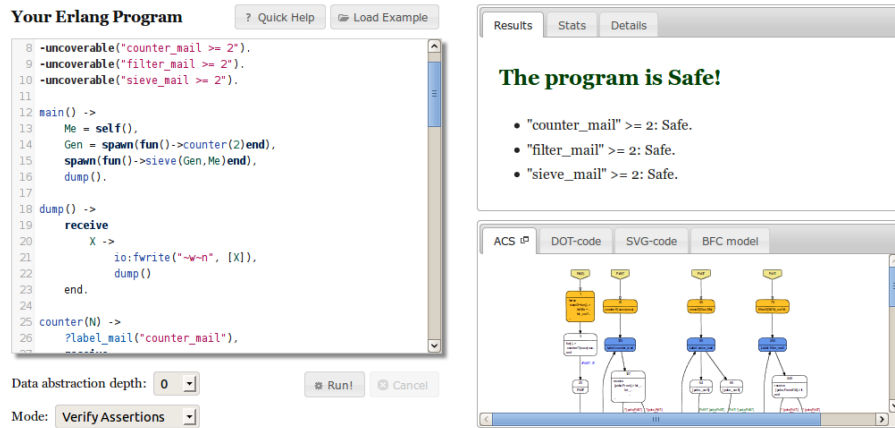 Your Erlang Program
? Quick Help
Load Example
8 -uncoverable("counter_mail >= 2").
9 -uncoverable("filter_mail >= 2").
10 -uncoverable("sieve_mail >= 2").
11
12 main() ->
13 Me = self(),
14 Gen = spawn(fun()->counter(2)end),
15 spawn(fun()->sieve(Gen,Me)end),
16 dump().
17
18 dump() ->
19 receive
20 X ->
21 io:fwrite("~w~n", [X]),
22 dump()
23 end.
24
25 counter(N) ->
26 ?label_mail("counter_mail"),
Data abstraction depth: 0
Run!
Cancel
Mode: Verify Assertions
Results
Stats
Details
The program is Safe!
• "counter_mail" >= 2: Safe.
• "filter_mail" >= 2: Safe.
• "sieve_mail" >= 2: Safe.
ACS
DOT-code
SVG-code
BFC model